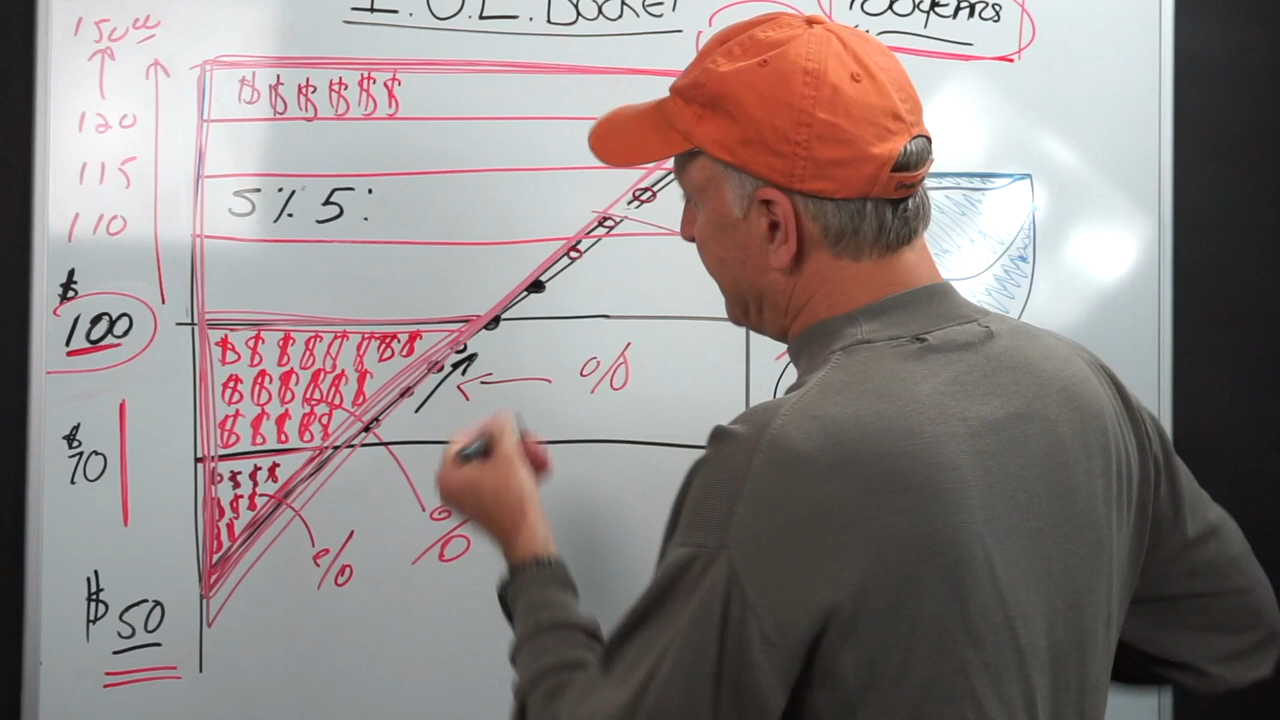 I.U.L. Bucket
100 years
150
$ $ $ $ $ $
120
115
5% 5%
110
$
100
$ $ $ $ $ $ $ $
$ $ $ $ $ $
$ $ $ $ $
%
$
70
$ $ $ $
$ $ $
$ $
%
%
$50